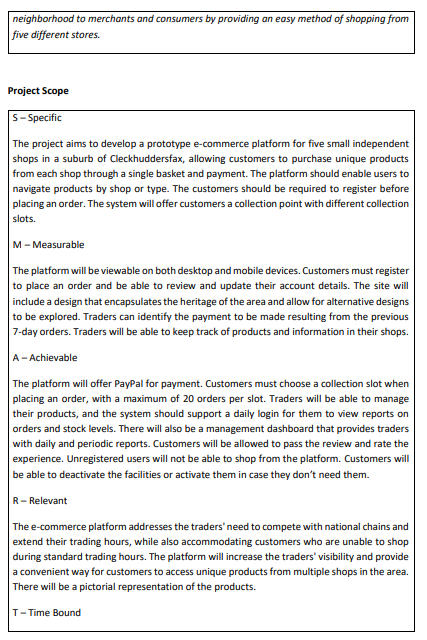 neighborhood to merchants and consumers by providing an easy method of shopping from
five different stores.
Project Scope
S – Specific
The project aims to develop a prototype e-commerce platform for five small independent
shops in a suburb of Cleckhuddersfax, allowing customers to purchase unique products
from each shop through a single basket and payment. The platform should enable users to
navigate products by shop or type. The customers should be required to register before
placing an order. The system will offer customers a collection point with different collection
slots.
M – Measurable
The platform will be viewable on both desktop and mobile devices. Customers must register
to place an order and be able to review and update their account details. The site will
include a design that encapsulates the heritage of the area and allow for alternative designs
to be explored. Traders can identify the payment to be made resulting from the previous
7-day orders. Traders will be able to keep track of products and information in their shops.
A – Achievable
The platform will offer PayPal for payment. Customers must choose a collection slot when
placing an order, with a maximum of 20 orders per slot. Traders will be able to manage
their products, and the system should support a daily login for them to view reports on
orders and stock levels. There will also be a management dashboard that provides traders
with daily and periodic reports. Customers will be allowed to pass the review and rate the
experience. Unregistered users will not be able to shop from the platform. Customers will
be able to deactivate the facilities or activate them in case they don't need them.
R – Relevant
The e-commerce platform addresses the traders' need to compete with national chains and
extend their trading hours, while also accommodating customers who are unable to shop
during standard trading hours. The platform will increase the traders' visibility and provide
a convenient way for customers to access unique products from multiple shops in the area.
There will be a pictorial representation of the products.
T – Time Bound